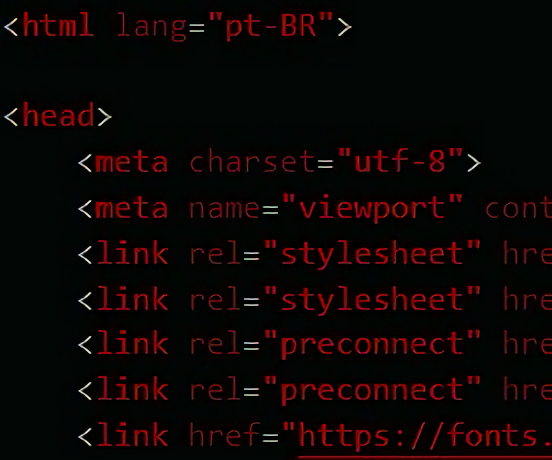 <html lang="pt-BR">
<head>
<meta charset="utf-8">
<meta name="viewport" cont
<link rel="stylesheet" hre
<link rel="stylesheet" hre
<link rel="preconnect" hre
<link rel="preconnect" hre
<link href="https://fonts.